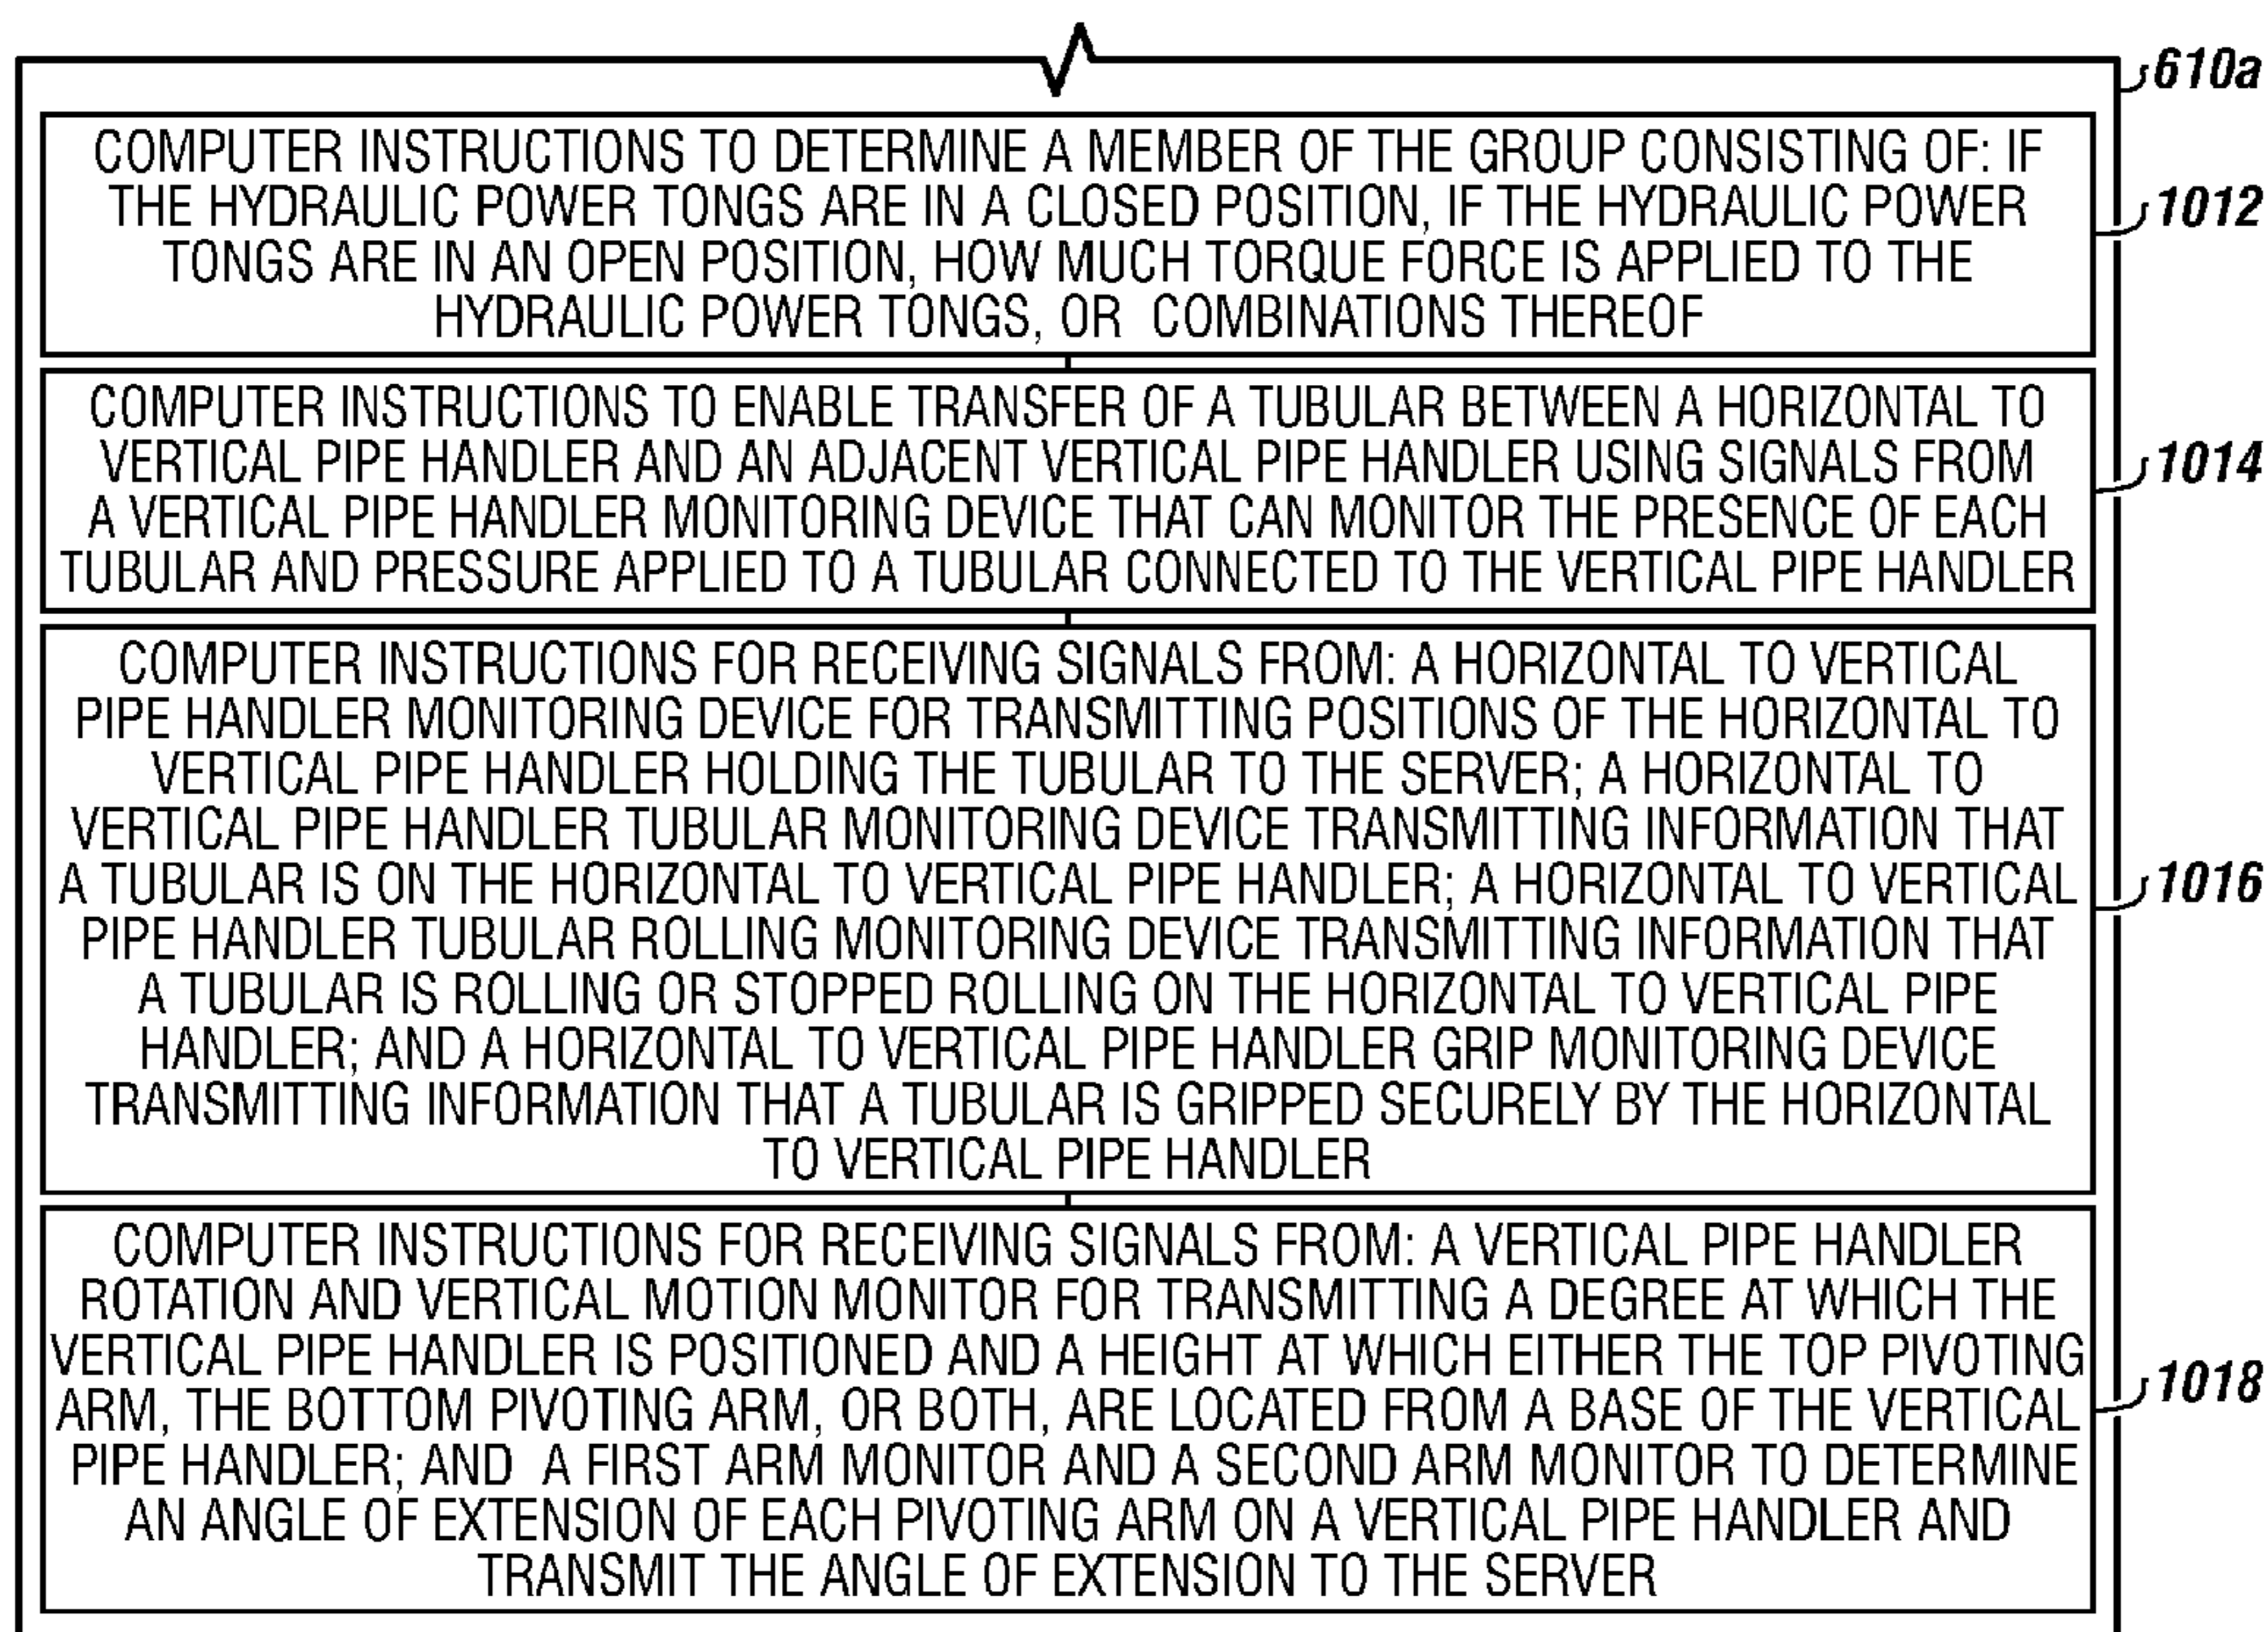 610a
COMPUTER INSTRUCTIONS TO DETERMINE A MEMBER OF THE GROUP CONSISTING OF: IF
THE HYDRAULIC POWER TONGS ARE IN A CLOSED POSITION, IF THE HYDRAULIC POWER
TONGS ARE IN AN OPEN POSITION, HOW MUCH TORQUE FORCE IS APPLIED TO THE
HYDRAULIC POWER TONGS, OR COMBINATIONS THEREOF
1012
COMPUTER INSTRUCTIONS TO ENABLE TRANSFER OF A TUBULAR BETWEEN A HORIZONTAL TO
VERTICAL PIPE HANDLER AND AN ADJACENT VERTICAL PIPE HANDLER USING SIGNALS FROM
A VERTICAL PIPE HANDLER MONITORING DEVICE THAT CAN MONITOR THE PRESENCE OF EACH
TUBULAR AND PRESSURE APPLIED TO A TUBULAR CONNECTED TO THE VERTICAL PIPE HANDLER
1014
COMPUTER INSTRUCTIONS FOR RECEIVING SIGNALS FROM: A HORIZONTAL TO VERTICAL
PIPE HANDLER MONITORING DEVICE FOR TRANSMITTING POSITIONS OF THE HORIZONTAL TO
VERTICAL PIPE HANDLER HOLDING THE TUBULAR TO THE SERVER; A HORIZONTAL TO
VERTICAL PIPE HANDLER TUBULAR MONITORING DEVICE TRANSMITTING INFORMATION THAT
A TUBULAR IS ON THE HORIZONTAL TO VERTICAL PIPE HANDLER; A HORIZONTAL TO VERTICAL
PIPE HANDLER TUBULAR ROLLING MONITORING DEVICE TRANSMITTING INFORMATION THAT
A TUBULAR IS ROLLING OR STOPPED ROLLING ON THE HORIZONTAL TO VERTICAL PIPE
HANDLER; AND A HORIZONTAL TO VERTICAL PIPE HANDLER GRIP MONITORING DEVICE
TRANSMITTING INFORMATION THAT A TUBULAR IS GRIPPED SECURELY BY THE HORIZONTAL
TO VERTICAL PIPE HANDLER
1016
COMPUTER INSTRUCTIONS FOR RECEIVING SIGNALS FROM: A VERTICAL PIPE HANDLER
ROTATION AND VERTICAL MOTION MONITOR FOR TRANSMITTING A DEGREE AT WHICH THE
VERTICAL PIPE HANDLER IS POSITIONED AND A HEIGHT AT WHICH EITHER THE TOP PIVOTING
ARM, THE BOTTOM PIVOTING ARM, OR BOTH, ARE LOCATED FROM A BASE OF THE VERTICAL
PIPE HANDLER; AND A FIRST ARM MONITOR AND A SECOND ARM MONITOR TO DETERMINE
AN ANGLE OF EXTENSION OF EACH PIVOTING ARM ON A VERTICAL PIPE HANDLER AND
TRANSMIT THE ANGLE OF EXTENSION TO THE SERVER
1018